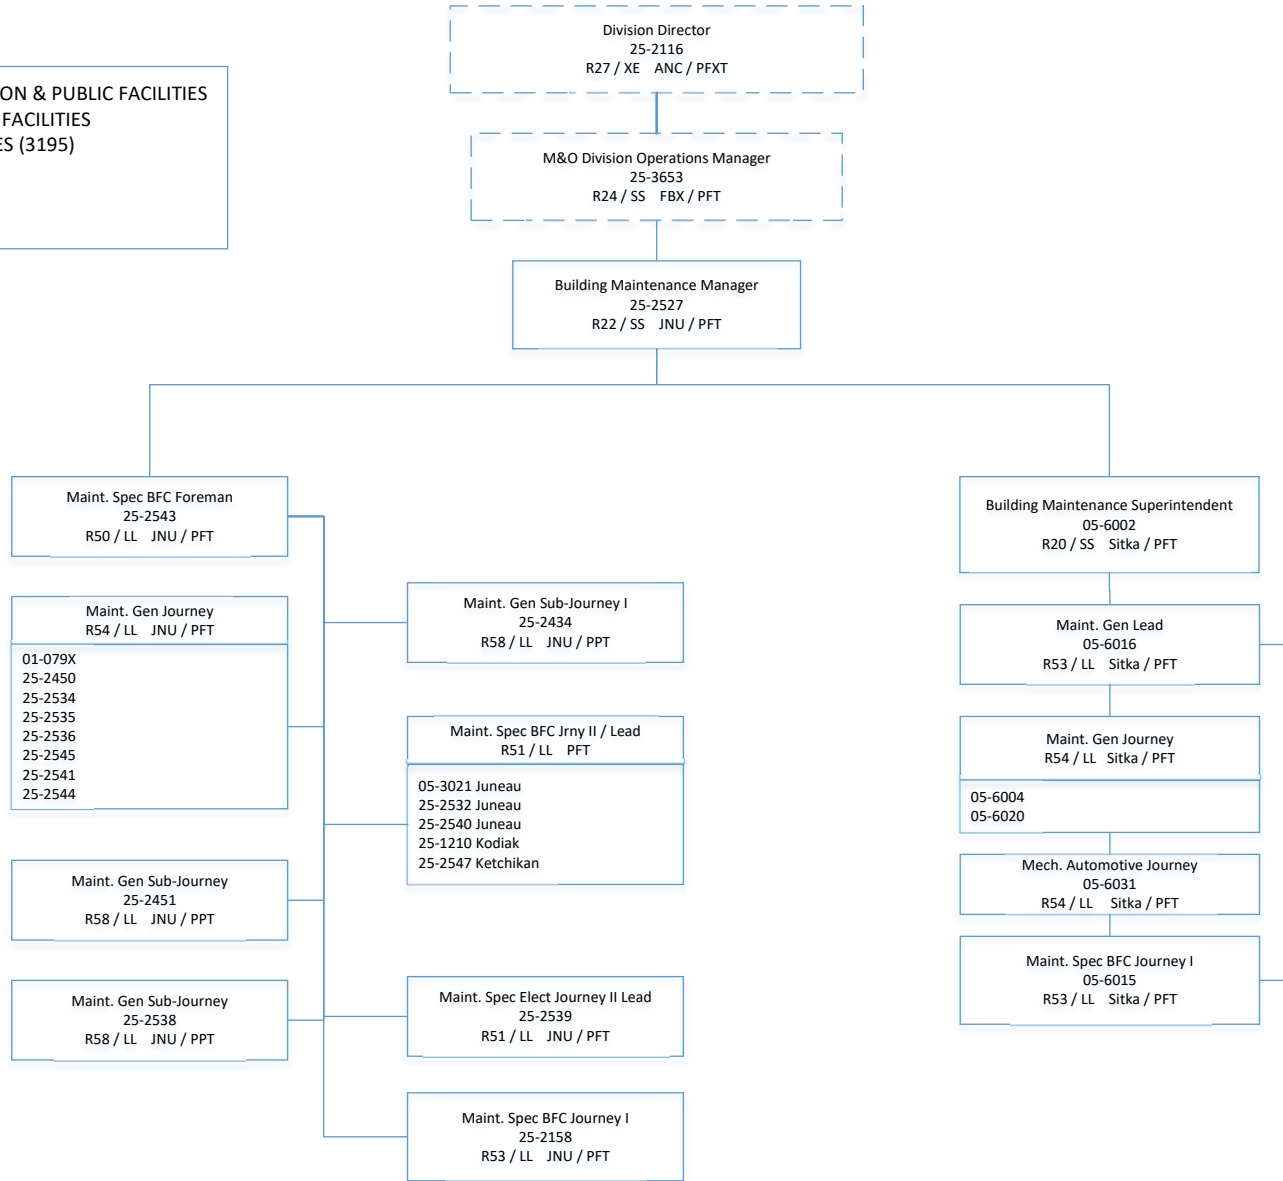 Division Director
25-2116
R27 / XE ANC / PFXT
ON & PUBLIC FACILITIES
FACILITIES
ES (3195)
M&O Division Operations Manager
25-3653
R24 / SS FBX / PFT
Building Maintenance Manager
25-2527
R22 / SS JNU / PFT
Maint. Spec BFC Foreman
25-2543
R50 / LL JNU / PFT
Maint. Gen Journey
R54 / LL JNU / PFT
01-079X
25-2450
25-2534
25-2535
25-2536
25-2545
25-2541
25-2544
Maint. Gen Sub-Journey
25-2451
R58 / LL JNU / PPT
Maint. Gen Sub-Journey
25-2538
R58 / LL JNU / PPT
Maint. Gen Sub-Journey I
25-2434
R58 / LL JNU / PPT
Maint. Spec BFC Jrny II / Lead
R51 / LL PFT
05-3021 Juneau
25-2532 Juneau
25-2540 Juneau
25-1210 Kodiak
25-2547 Ketchikan
Maint. Spec Elect Journey II Lead
25-2539
R51 / LL JNU / PFT
Maint. Spec BFC Journey I
25-2158
R53 / LL JNU / PFT
Building Maintenance Superintendent
05-6002
R20 / SS Sitka / PFT
Maint. Gen Lead
05-6016
R53 / LL Sitka / PFT
Maint. Gen Journey
R54 / LL Sitka / PFT
05-6004
05-6020
Mech. Automotive Journey
05-6031
R54 / LL Sitka / PFT
Maint. Spec BFC Journey I
05-6015
R53 / LL Sitka / PFT